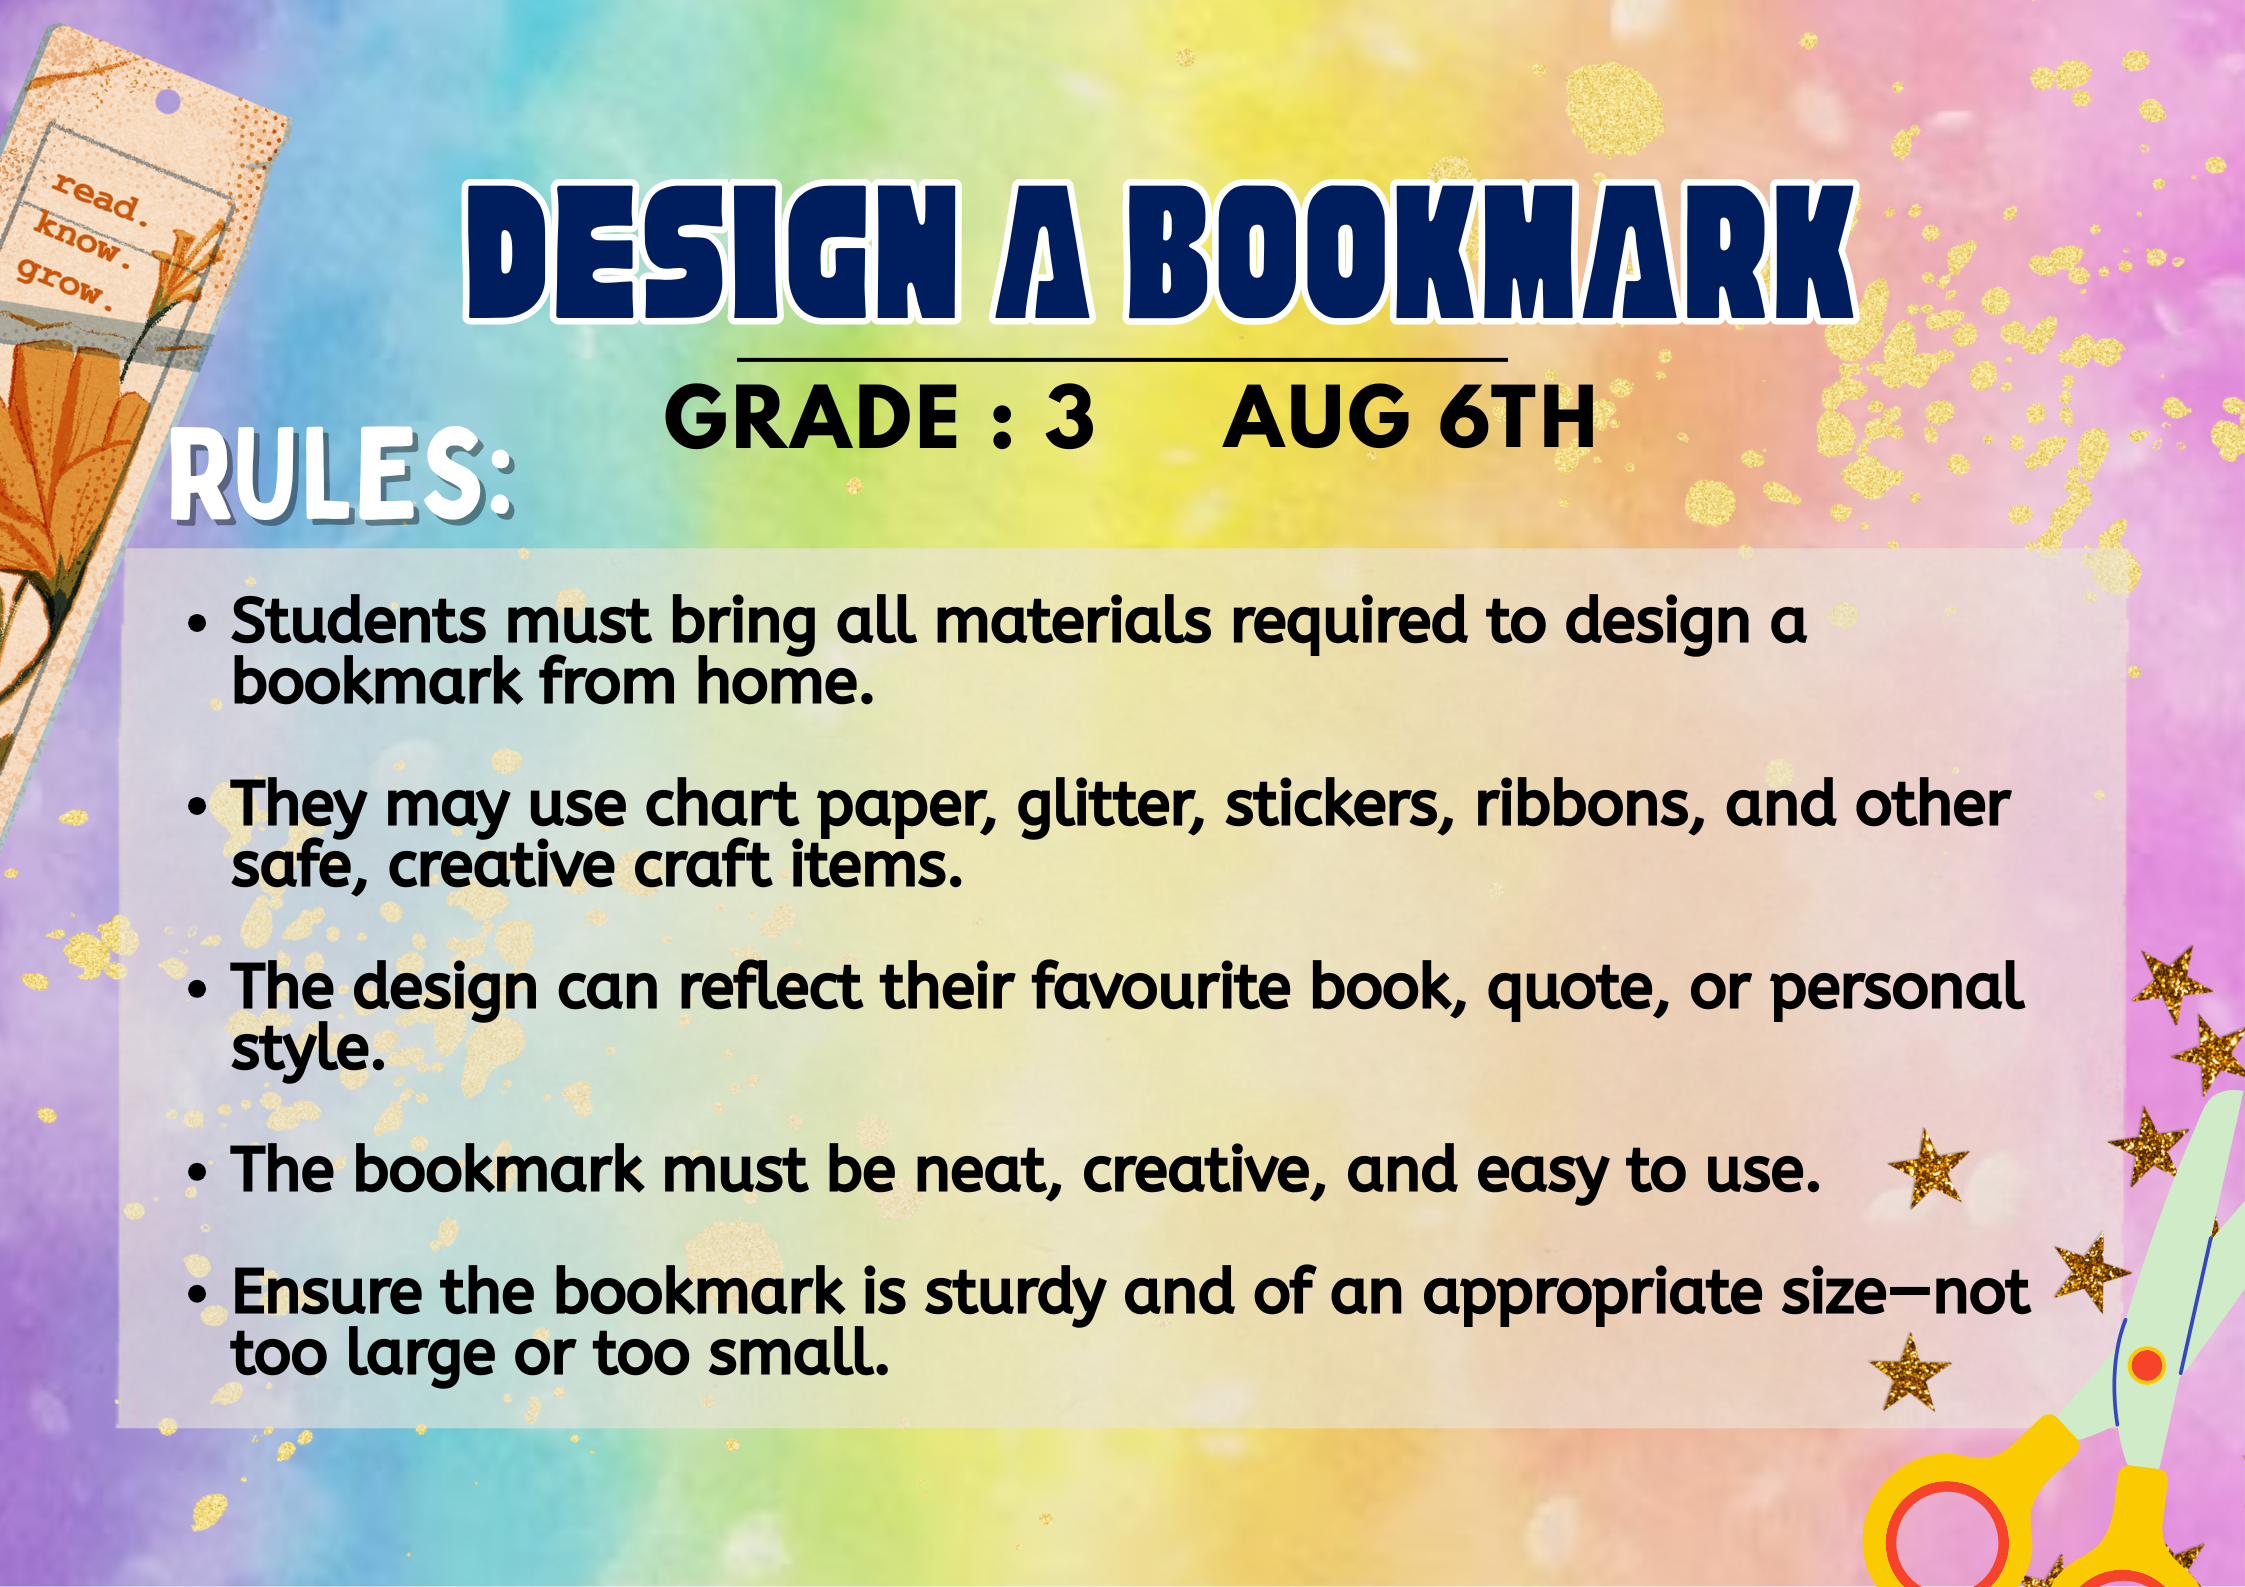 read.
know.
grow.
DESIGN A BOOKMARK
GRADE : 3 AUG 6TH
RULES:
• Students must bring all materials required to design a
bookmark from home.
• They may use chart paper, glitter, stickers, ribbons, and other
safe, creative craft items.
• The design can reflect their favourite book, quote, or personal
style.
• The bookmark must be neat, creative, and easy to use.
• Ensure the bookmark is sturdy and of an appropriate size—not
too large or too small.